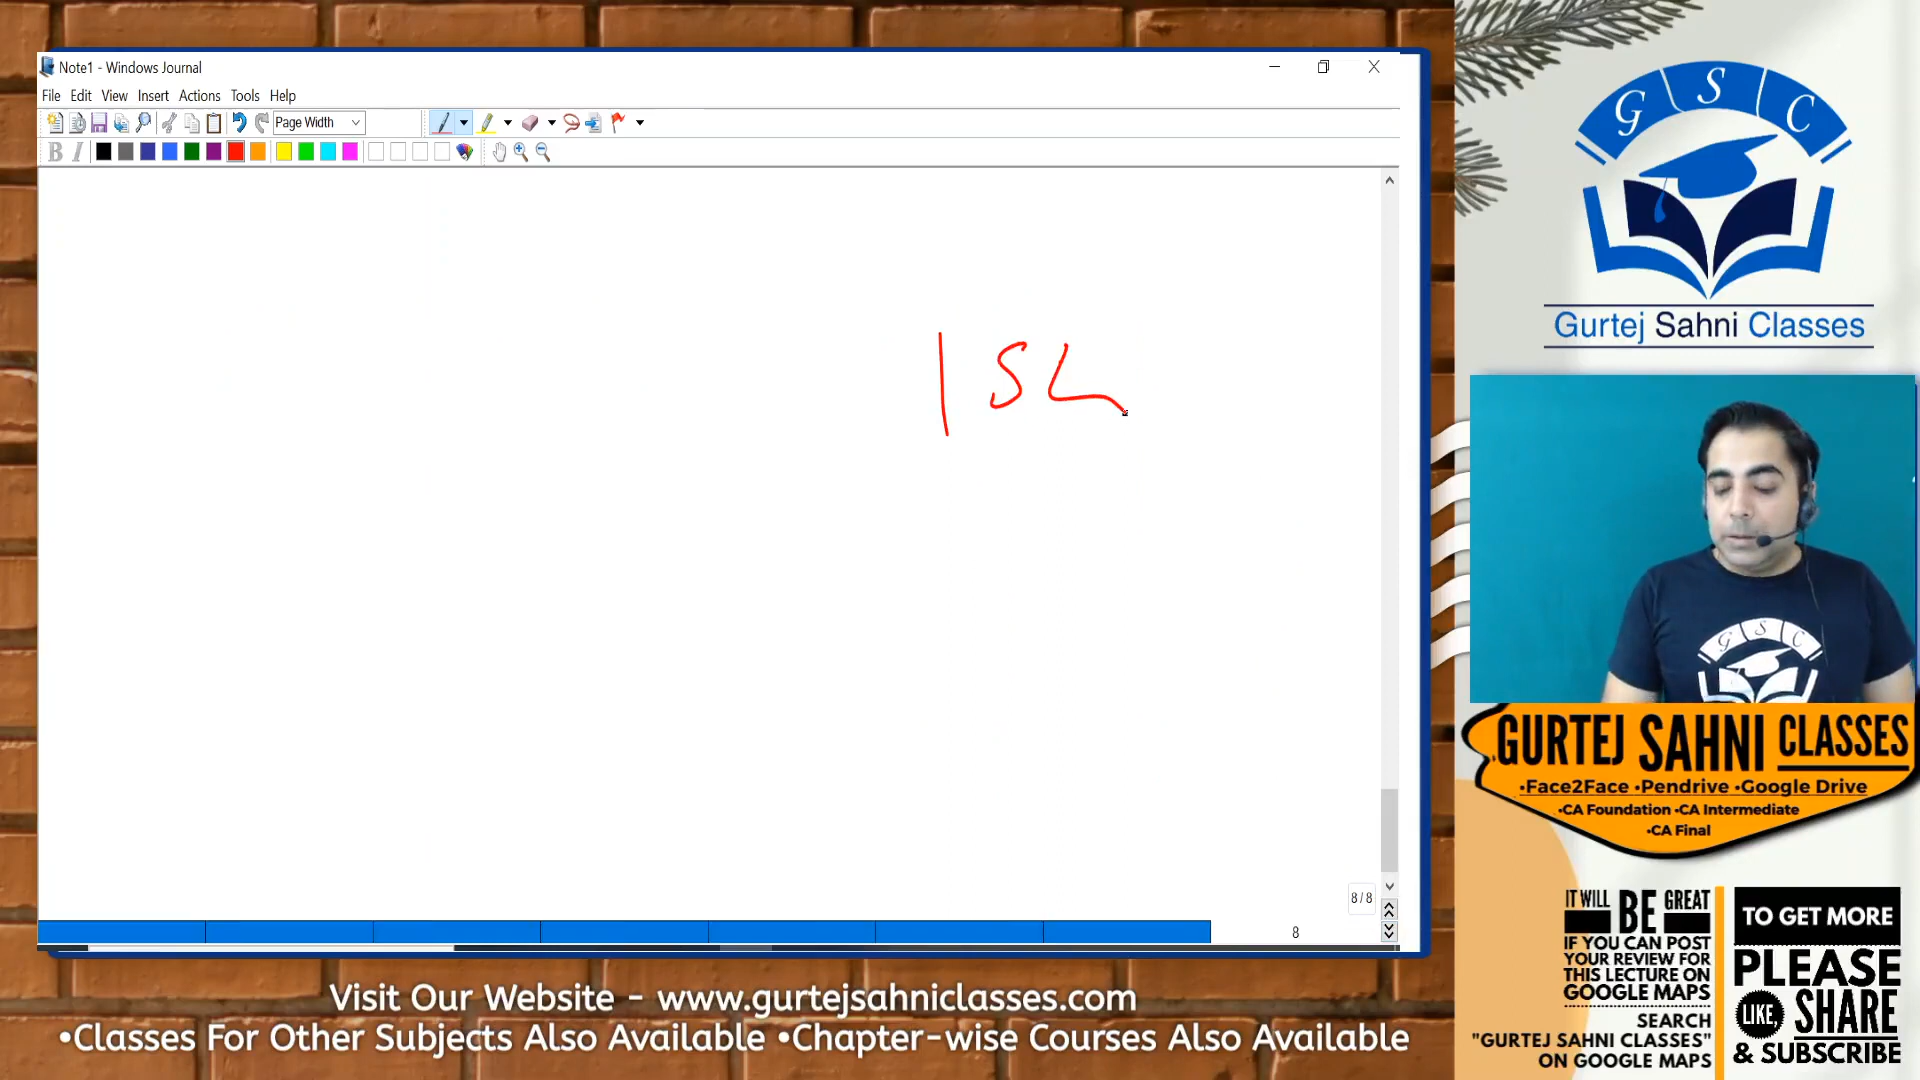 Note1 - Windows Journal
File Edit View Insert Actions Tools Help
Page Width
B I
8/8
8
G S C
Gurtej Sahni Classes
G S C
GURTEJ SAHNI CLASSES
•Face2Face •Pendrive •Google Drive
•CA Foundation •CA Intermediate
•CA Final
IT WILL BE GREAT
IF YOU CAN POST
YOUR REVIEW FOR
THIS LECTURE ON
GOOGLE MAPS
SEARCH
"GURTEJ SAHNI CLASSES"
ON GOOGLE MAPS
TO GET MORE
PLEASE
LIKE, SHARE
& SUBSCRIBE
Visit Our Website - www.gurtejsahniclasses.com
•Classes For Other Subjects Also Available •Chapter-wise Courses Also Available